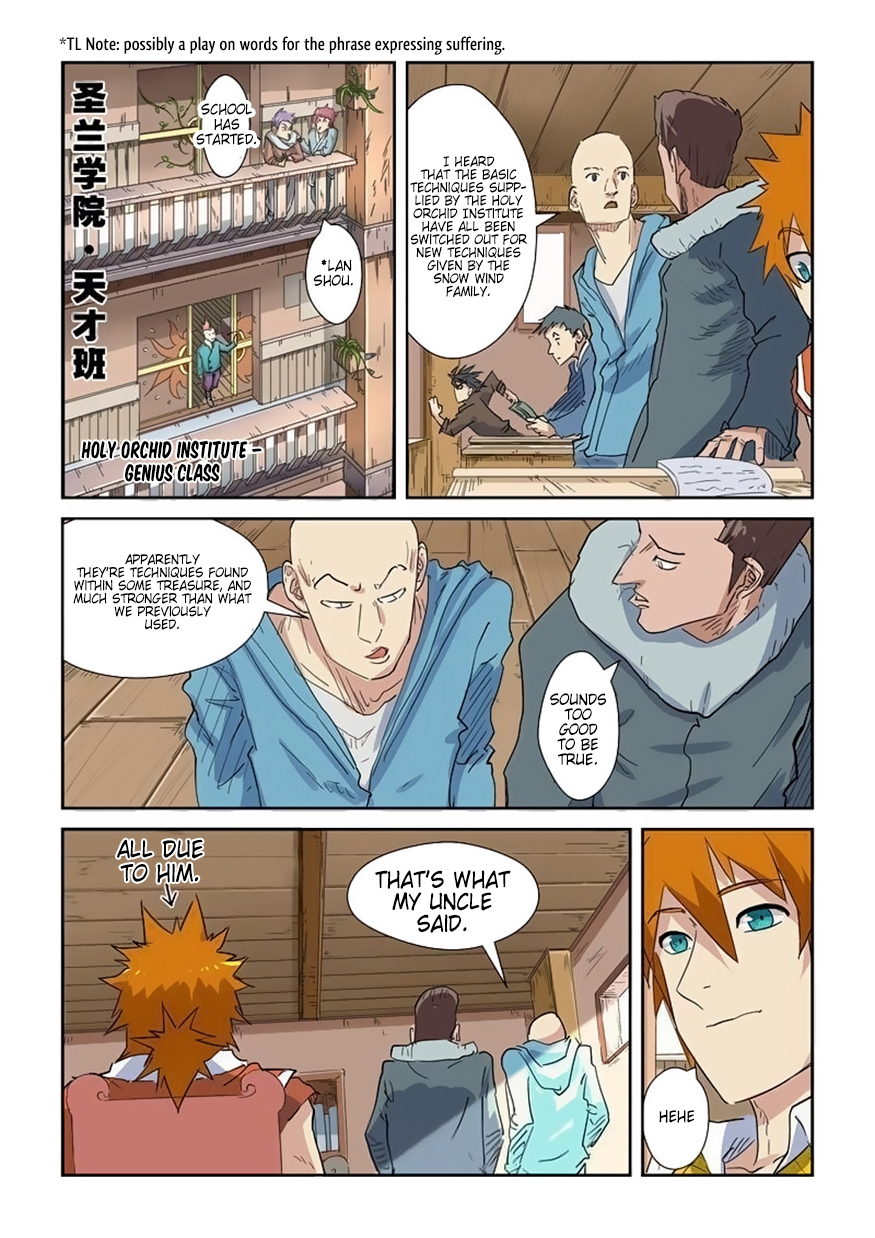 *TL Note: possibly a play on words for the phrase expressing suffering.
圣兰学院·天才班
SCHOOL
HAS
STARTED.
*LAN
SHOU.
HOLY ORCHID INSTITUTE –
GENIUS CLASS
I HEARD
THAT THE BASIC
TECHNIQUES SUPP-
LIED BY THE HOLY
ORCHID INSTITUTE
HAVE ALL BEEN
SWITCHED OUT FOR
NEW TECHNIQUES
GIVEN BY THE
SNOW WIND
FAMILY.
APPARENTLY
THEY'RE TECHNIQUES FOUND
WITHIN SOME TREASURE, AND
MUCH STRONGER THAN WHAT
WE PREVIOUSLY
USED.
SOUNDS
TOO
GOOD
TO BE
TRUE.
ALL DUE
TO HIM.
THAT'S WHAT
MY UNCLE
SAID.
HEHE